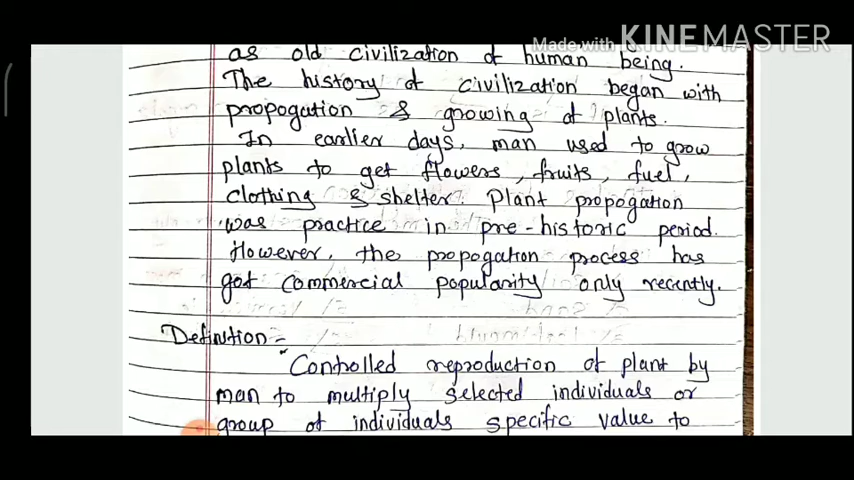 Made with KINEMASTER
as old civilization of human being.
The history of civilization began with
propogation & growing of plants.
In earlier days, man used to grow
plants to get flowers, fruits, fuel,
clothing & shelter. Plant propogation
was practice in pre-historic period.
However, the propogation process has
got commercial popularity only recently.
Definition -
Controlled reproduction of plant by
man to multiply selected individuals or
group of individuals specific value to